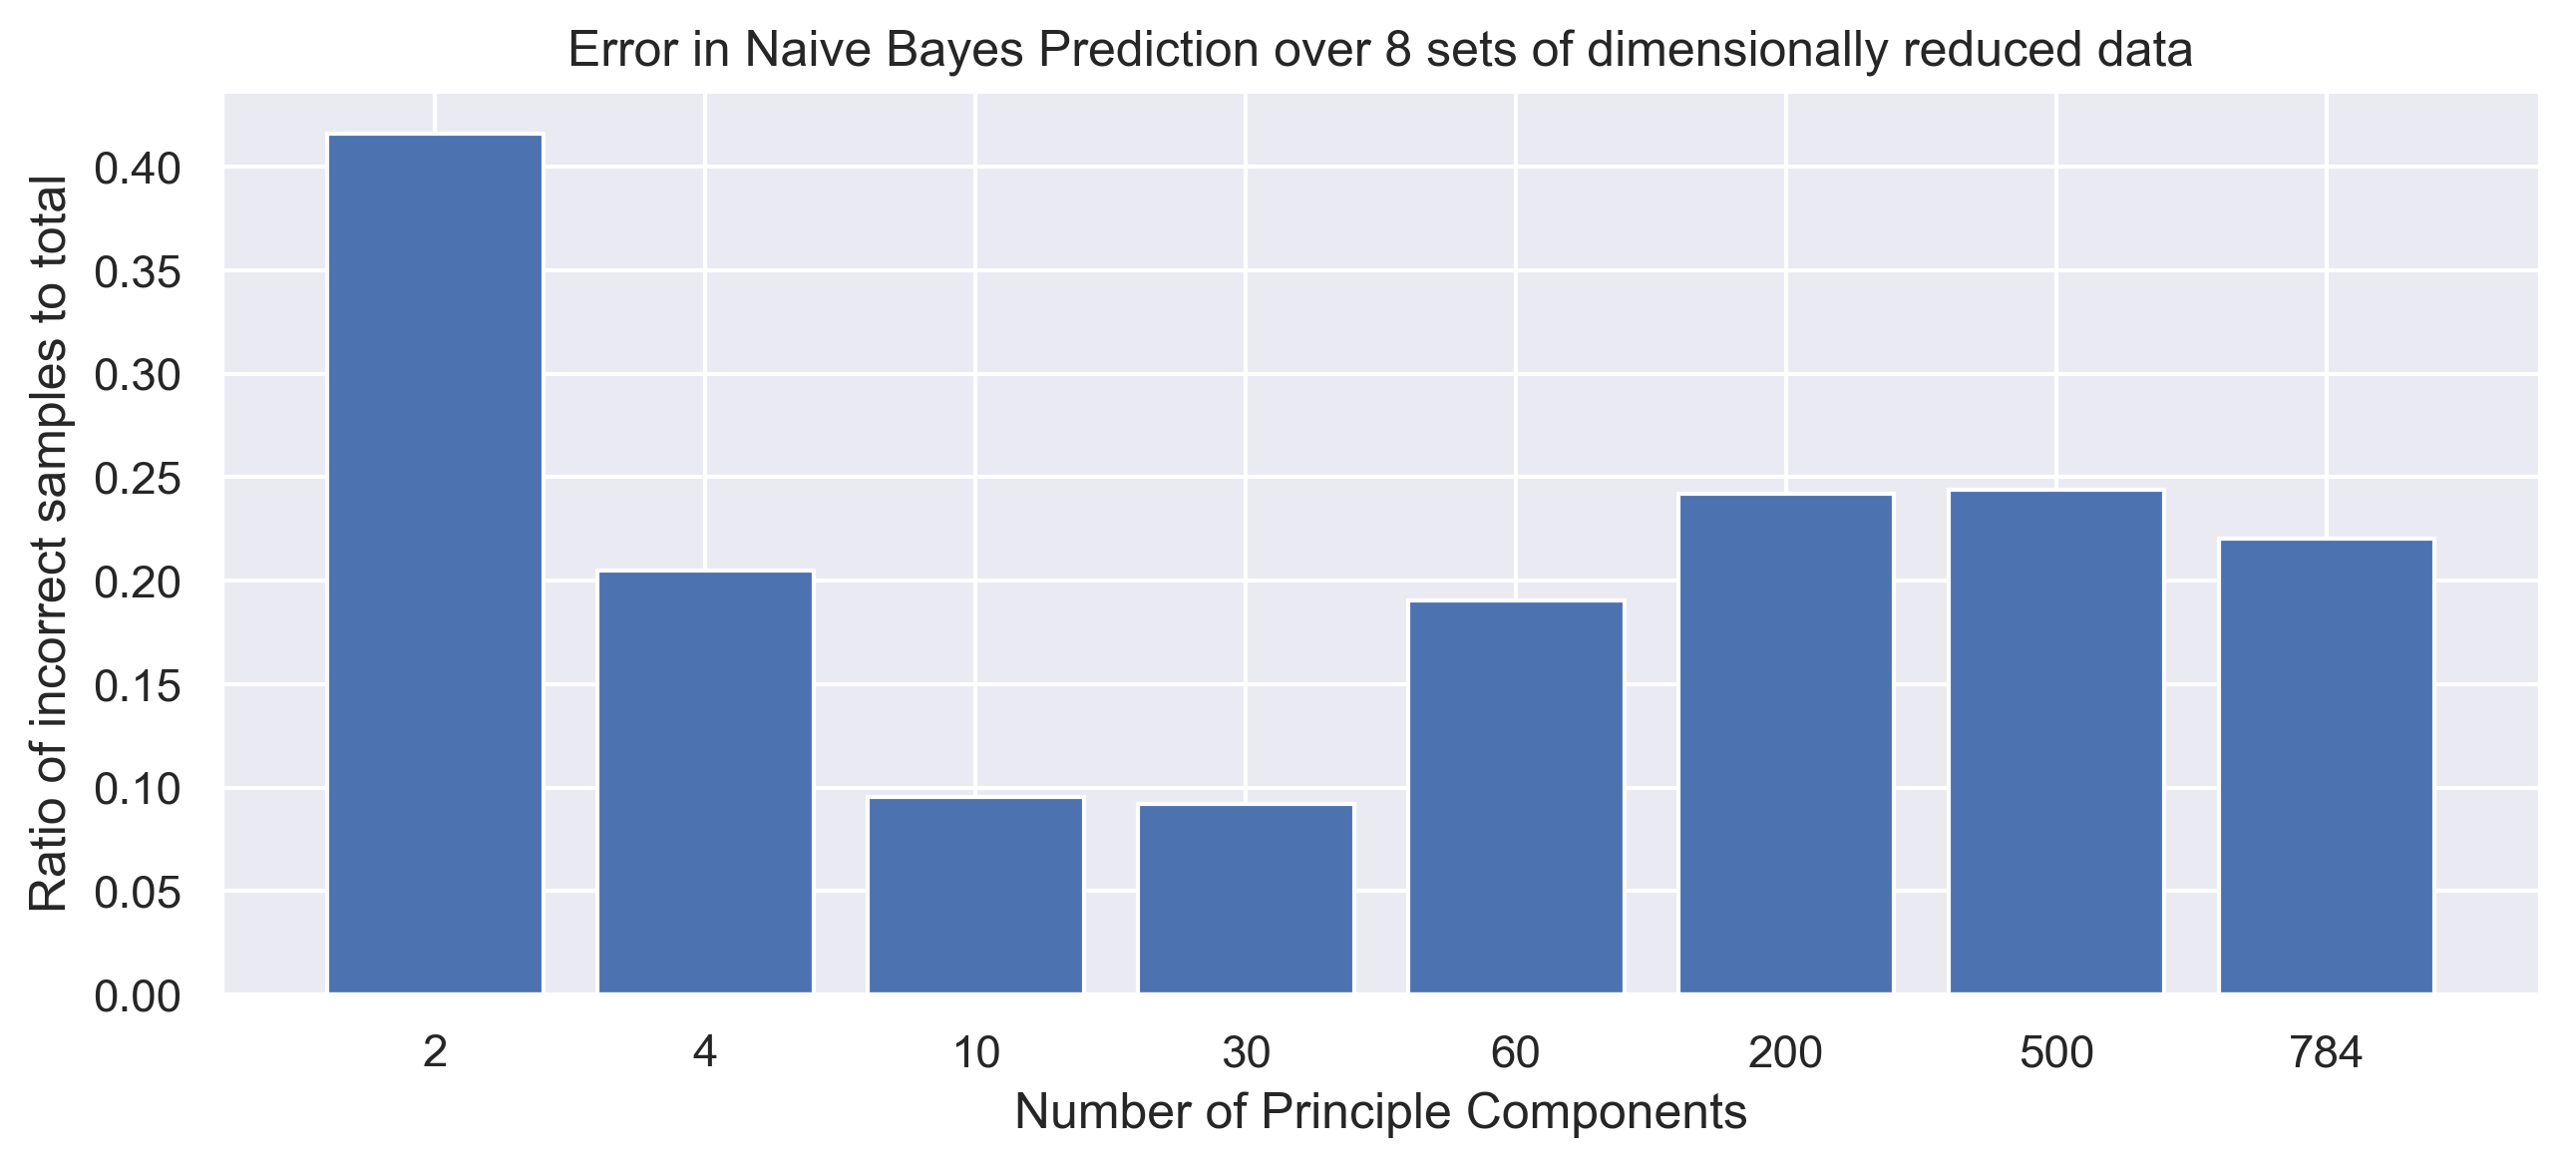 Error in Naive Bayes Prediction over 8 sets of dimensionally reduced data
Ratio of incorrect samples to total
0.40
0.35
0.30
0.25
0.20
0.15
0.10
0.05
0.00
2 4 10 30 60 200 500 784
Number of Principle Components